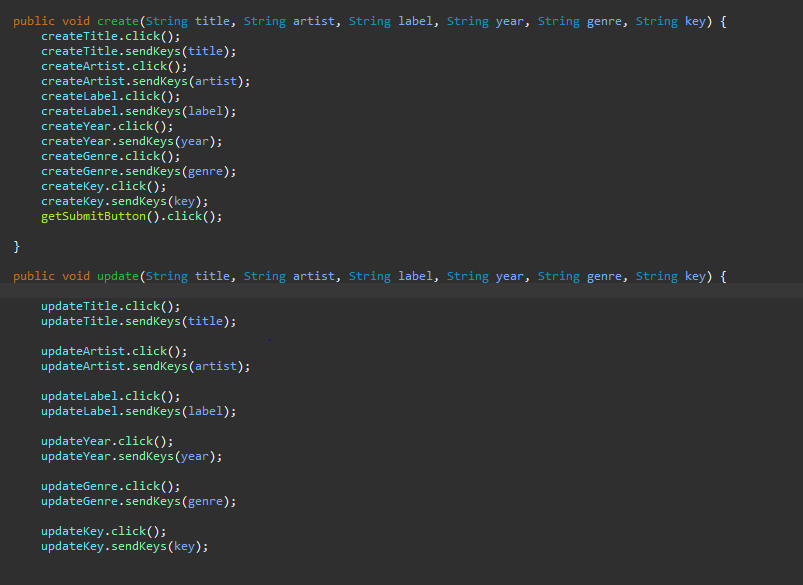 public void create(String title, String artist, String label, String year, String genre, String key) {
createTitle.click();
createTitle.sendKeys(title);
createArtist.click();
createArtist.sendKeys(artist);
createLabel.click();
createLabel.sendKeys(label);
createYear.click();
createYear.sendKeys(year);
createGenre.click();
createGenre.sendKeys(genre);
createKey.click();
createKey.sendKeys(key);
getSubmitButton().click();
}
public void update(String title, String artist, String label, String year, String genre, String key) {
updateTitle.click();
updateTitle.sendKeys(title);
updateArtist.click();
updateArtist.sendKeys(artist);
updateLabel.click();
updateLabel.sendKeys(label);
updateYear.click();
updateYear.sendKeys(year);
updateGenre.click();
updateGenre.sendKeys(genre);
updateKey.click();
updateKey.sendKeys(key);